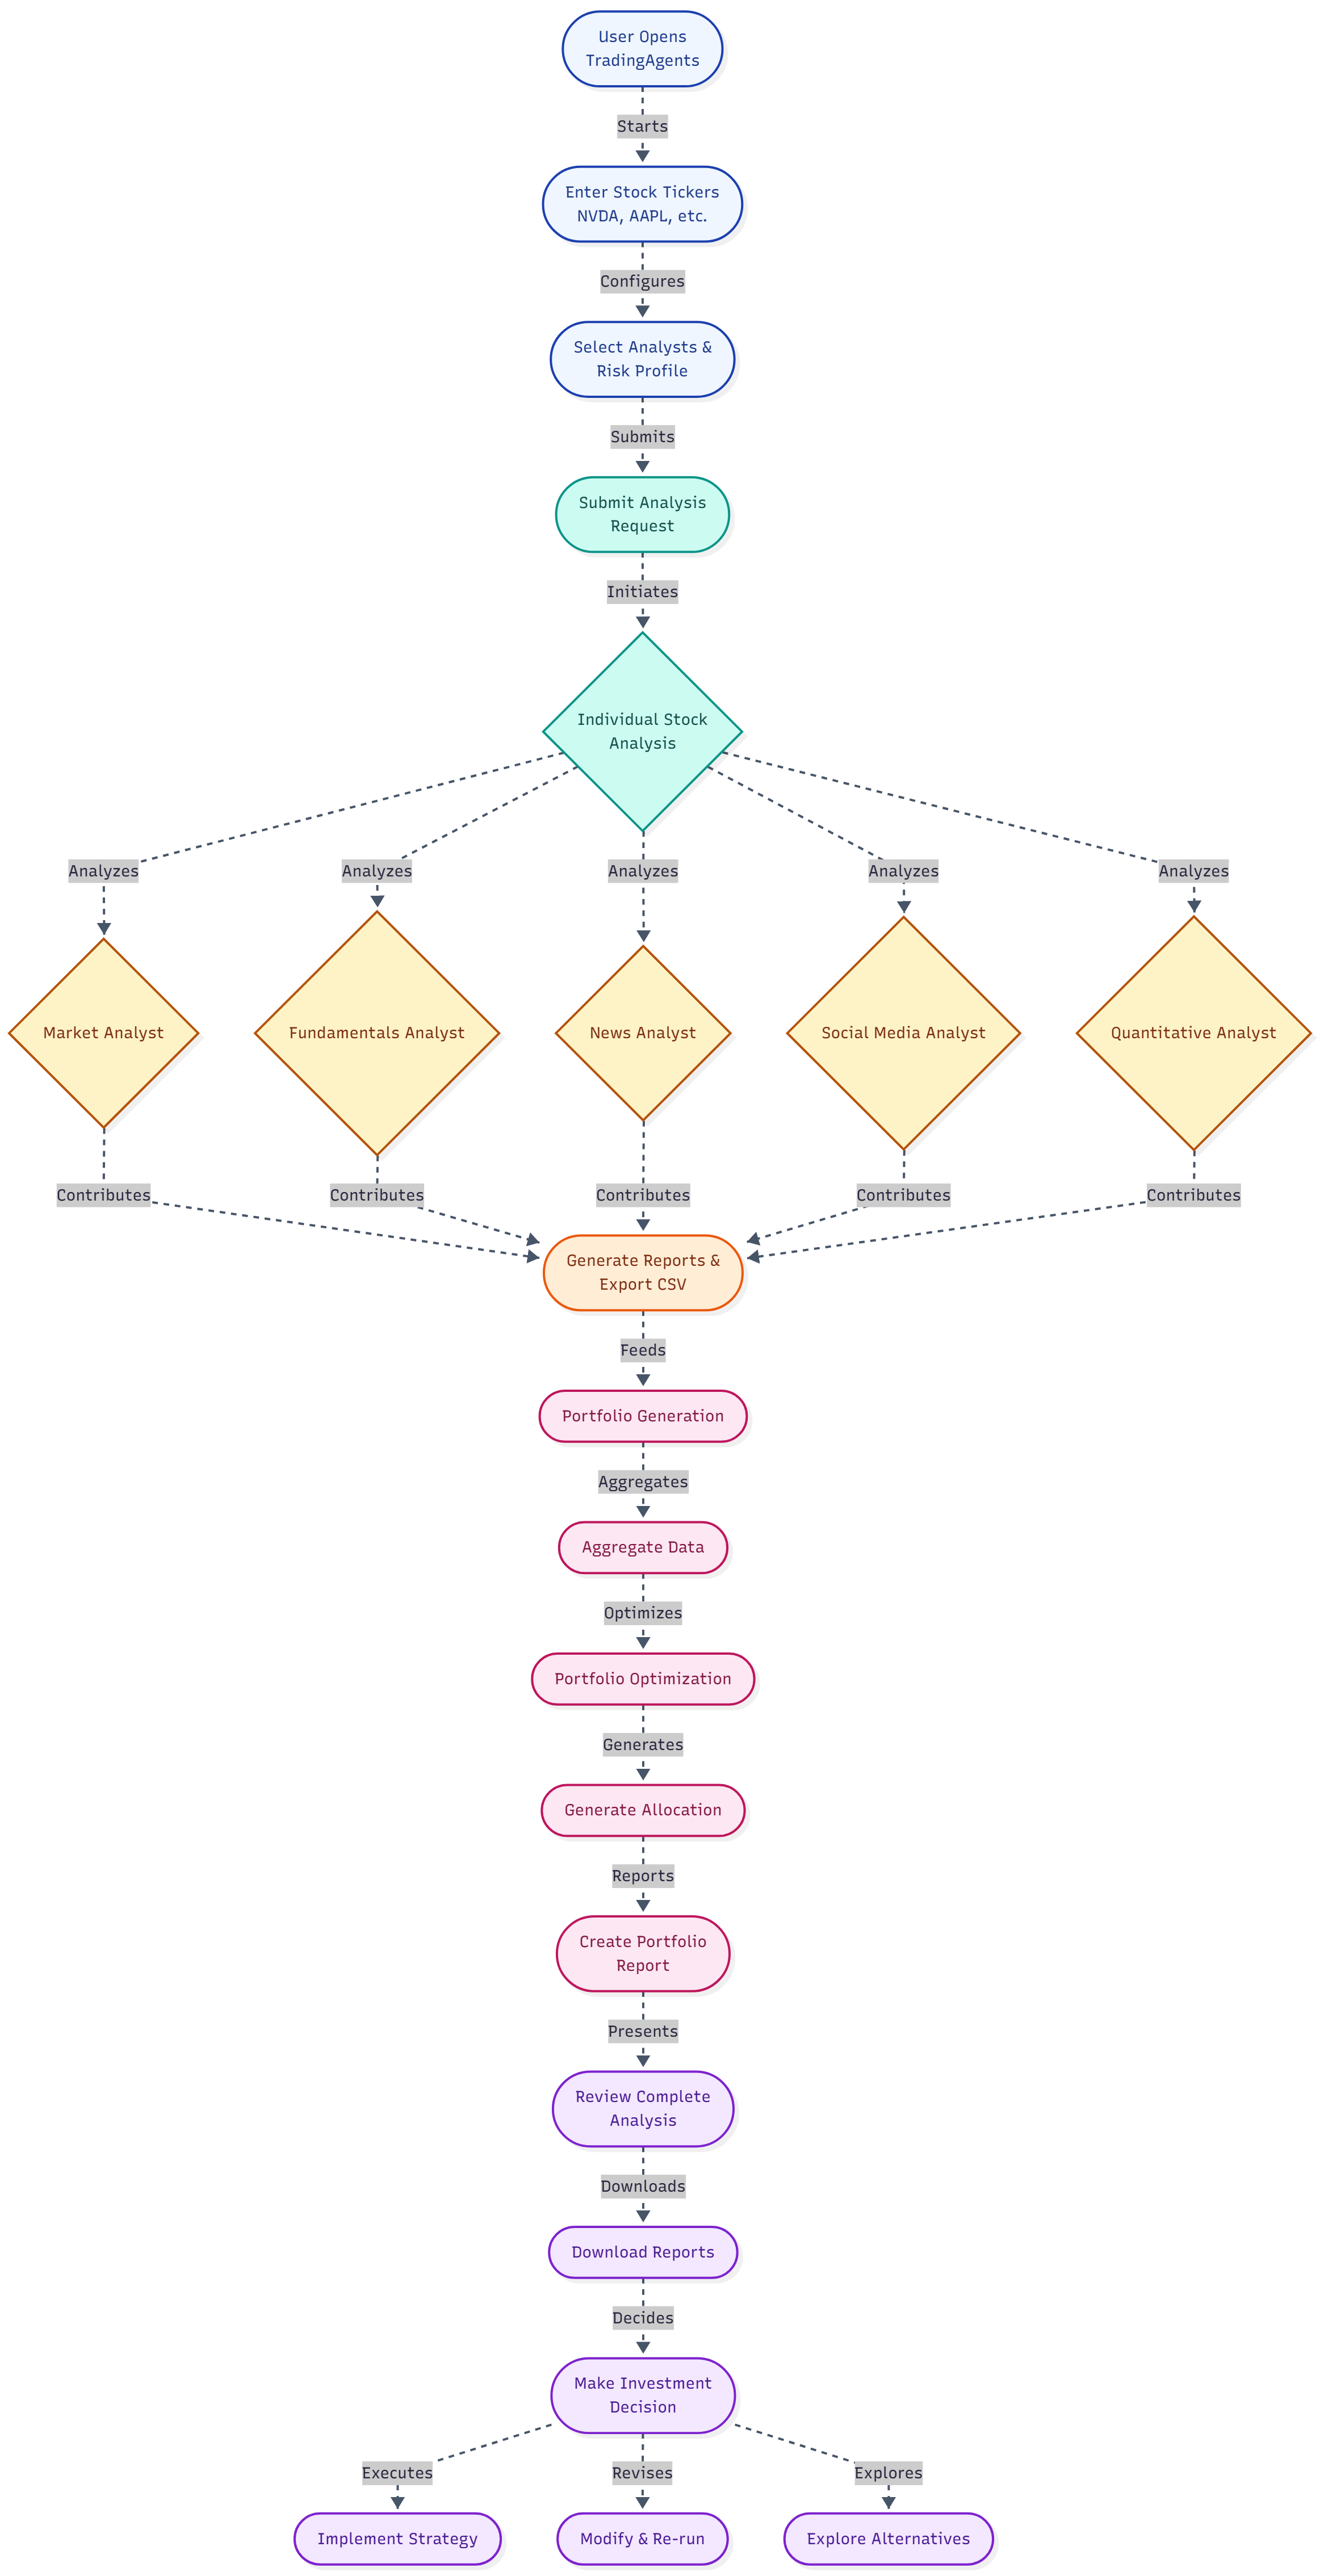 User Opens
TradingAgents
Starts
Enter Stock Tickers
NVDA, AAPL, etc.
Configures
Select Analysts &
Risk Profile
Submits
Submit Analysis
Request
Initiates
Individual Stock
Analysis
Analyzes
Analyzes
Analyzes
Analyzes
Analyzes
Market Analyst
Fundamentals Analyst
News Analyst
Social Media Analyst
Quantitative Analyst
Contributes
Contributes
Contributes
Contributes
Contributes
Generate Reports &
Export CSV
Feeds
Portfolio Generation
Aggregates
Aggregate Data
Optimizes
Portfolio Optimization
Generates
Generate Allocation
Reports
Create Portfolio
Report
Presents
Review Complete
Analysis
Downloads
Download Reports
Decides
Make Investment
Decision
Executes
Revises
Explores
Implement Strategy
Modify & Re-run
Explore Alternatives